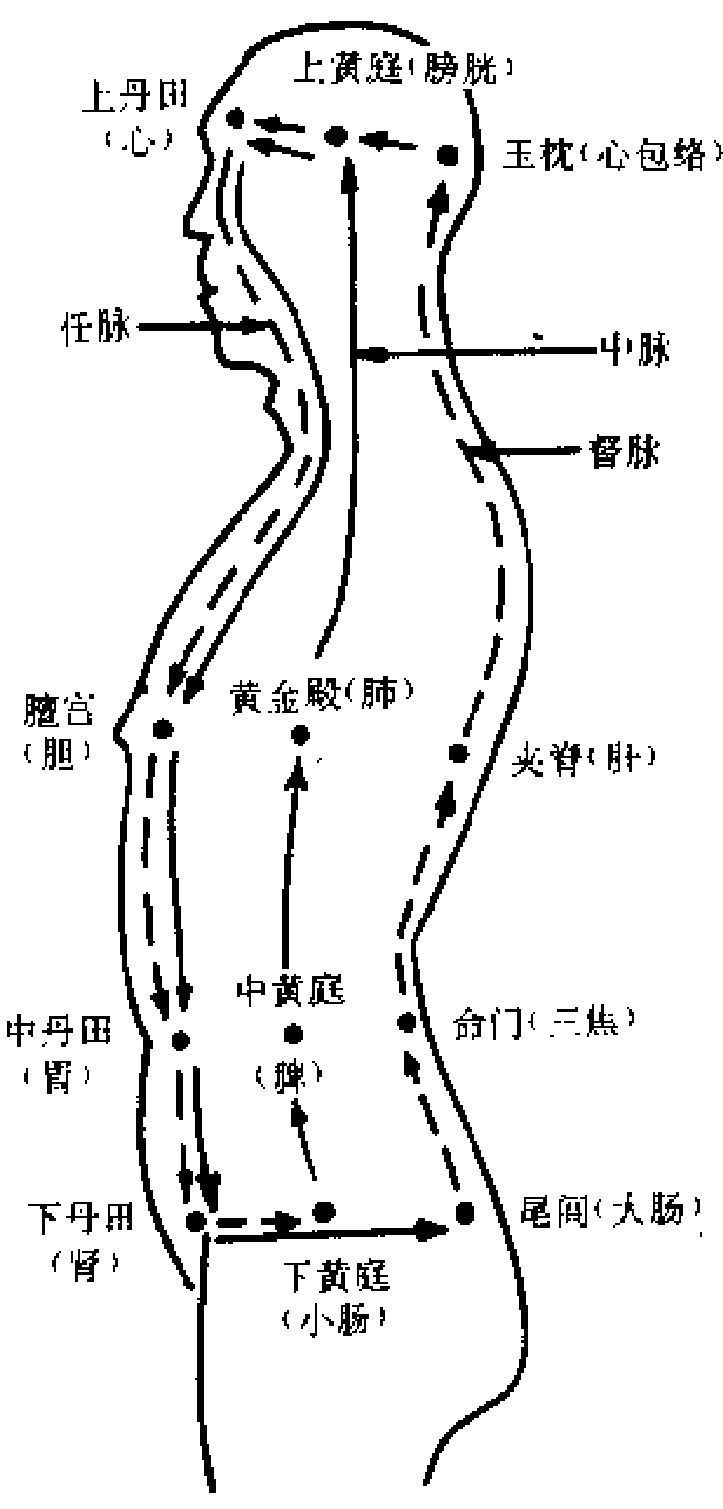 上黄庭(膀胱)
上丹田
(心)
玉枕(心包络)
任脉
中脉
督脉
膻宫
(胆)
黄金殿(肺)
夹脊(肝)
中丹田
(胃)
中黄庭
(脾)
命门(三焦)
下丹田
(肾)
下黄庭
(小肠)
尾闾(大肠)